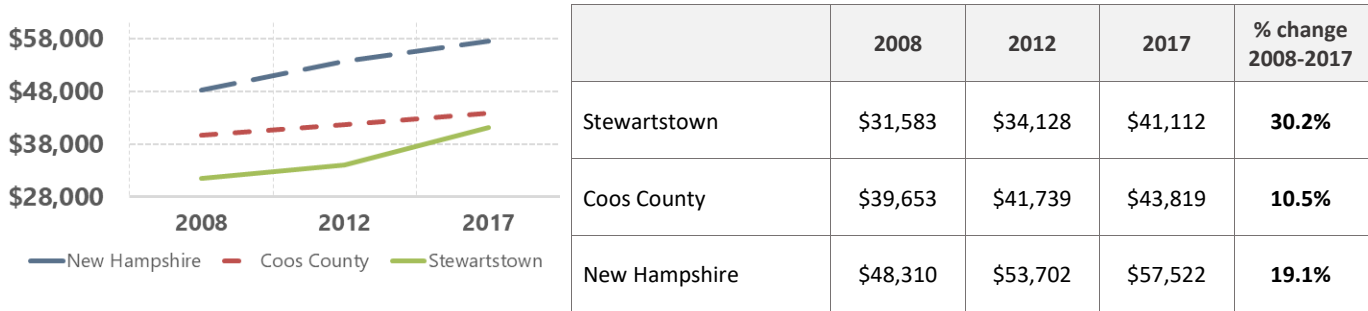 $58,000
$48,000
$38,000
$28,000
2008 2012 2017
New Hampshire Coos County Stewartstown
2008 2012 2017 % change
2008-2017
Stewartstown $31,583 $34,128 $41,112 30.2%
Coos County $39,653 $41,739 $43,819 10.5%
New Hampshire $48,310 $53,702 $57,522 19.1%